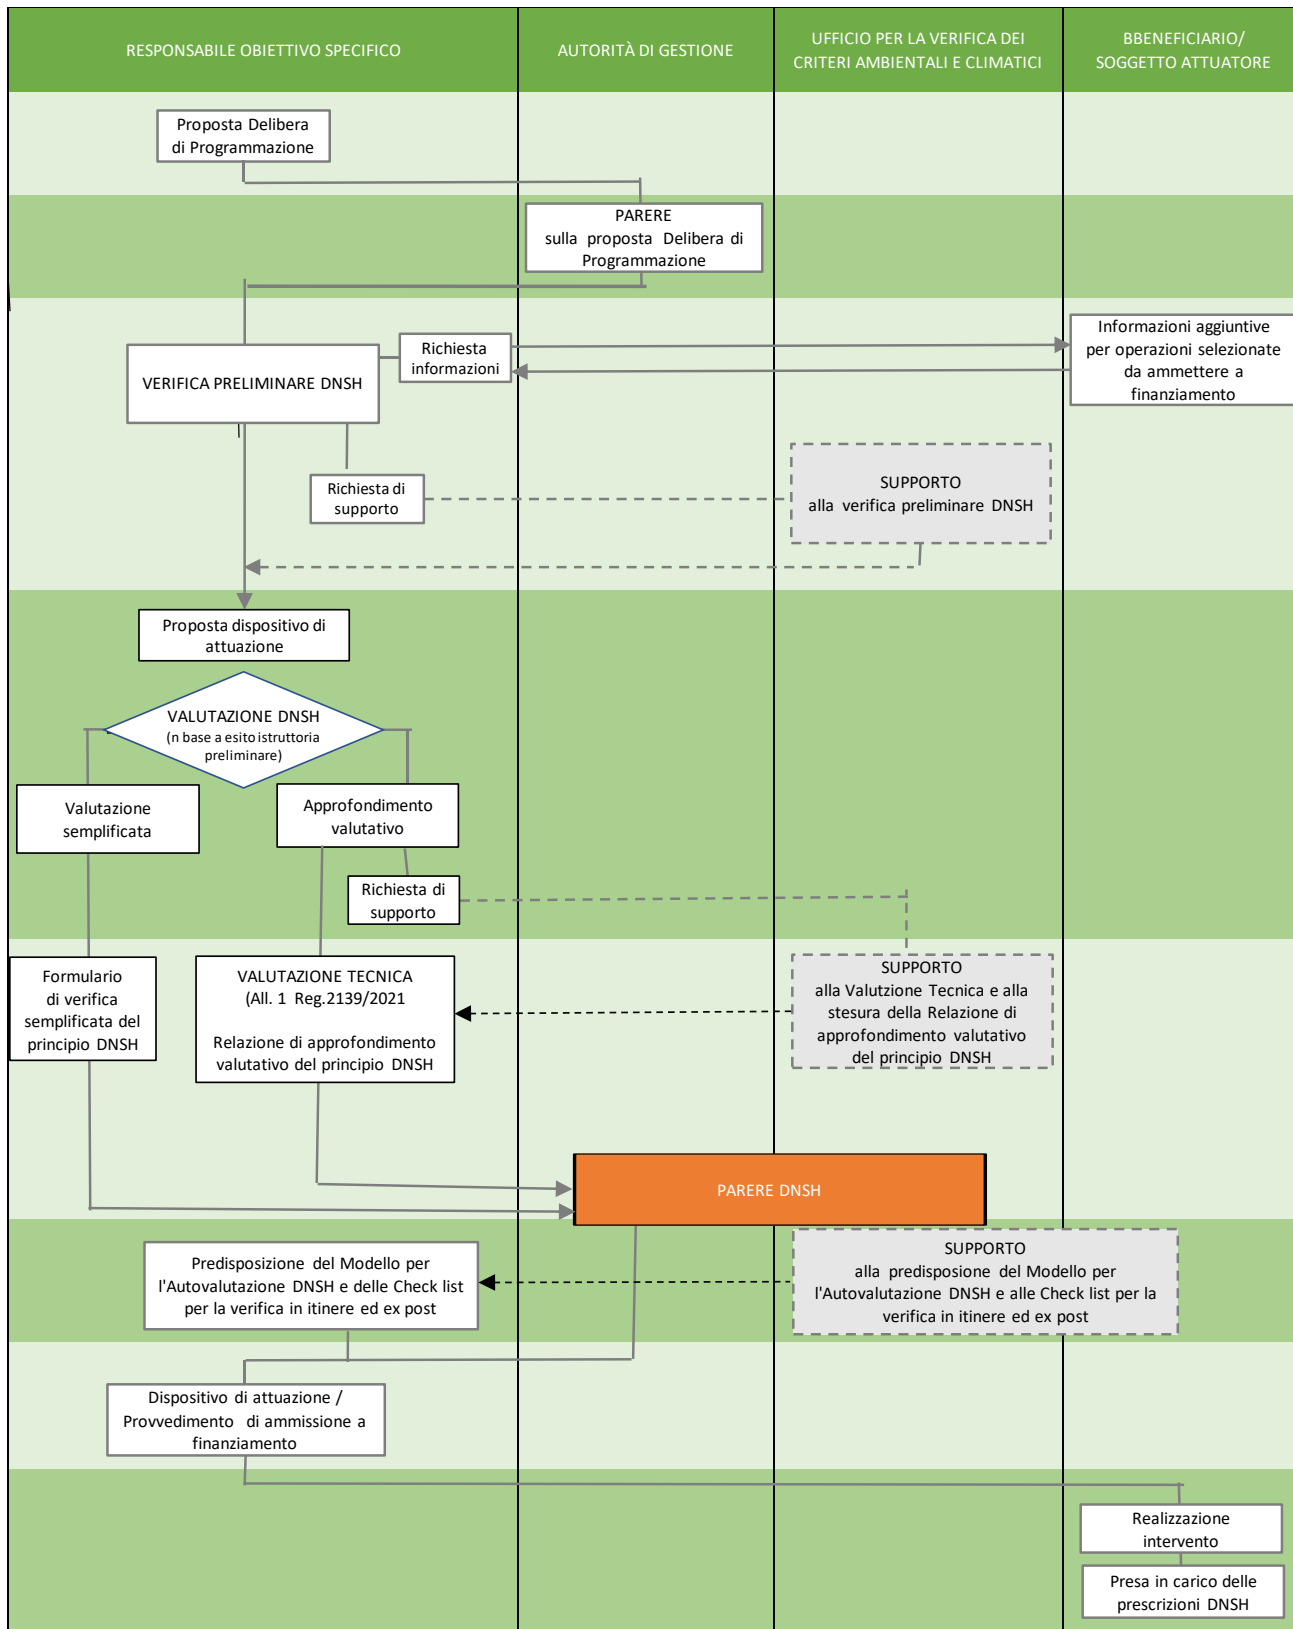 RESPONSABILE OBIETTIVO SPECIFICO
AUTORITÀ DI GESTIONE
UFFICIO PER LA VERIFICA DEI
CRITERI AMBIENTALI E CLIMATICI
BBENEFICIARIO/
SOGGETTO ATTUATORE
Proposta Delibera
di Programmazione
PARERE
sulla proposta Delibera di
Programmazione
VERIFICA PRELIMINARE DNSH
Richiesta
informazioni
Informazioni aggiuntive
per operazioni selezionate
da ammettere a
finanziamento
Richiesta di
supporto
SUPPORTO
alla verifica preliminare DNSH
Proposta dispositivo di
attuazione
VALUTAZIONE DNSH
(n base a esito istruttoria
preliminare)
Valutazione
semplificata
Approfondimento
valutativo
Richiesta di
supporto
Formulario
di verifica
semplificata del
principio DNSH
VALUTAZIONE TECNICA
(All. 1 Reg.2139/2021
Relazione di approfondimento
valutativo del principio DNSH
SUPPORTO
alla Valutzione Tecnica e alla
stesura della Relazione di
approfondimento valutativo
del principio DNSH
PARERE DNSH
Predisposizione del Modello per
l'Autovalutazione DNSH e delle Check list
per la verifica in itinere ed ex post
SUPPORTO
alla predisposizione del Modello per
l'Autovalutazione DNSH e alle Check list per la
verifica in itinere ed ex post
Dispositivo di attuazione /
Provvedimento di ammissione a
finanziamento
Realizzazione
intervento
Presa in carico delle
prescrizioni DNSH